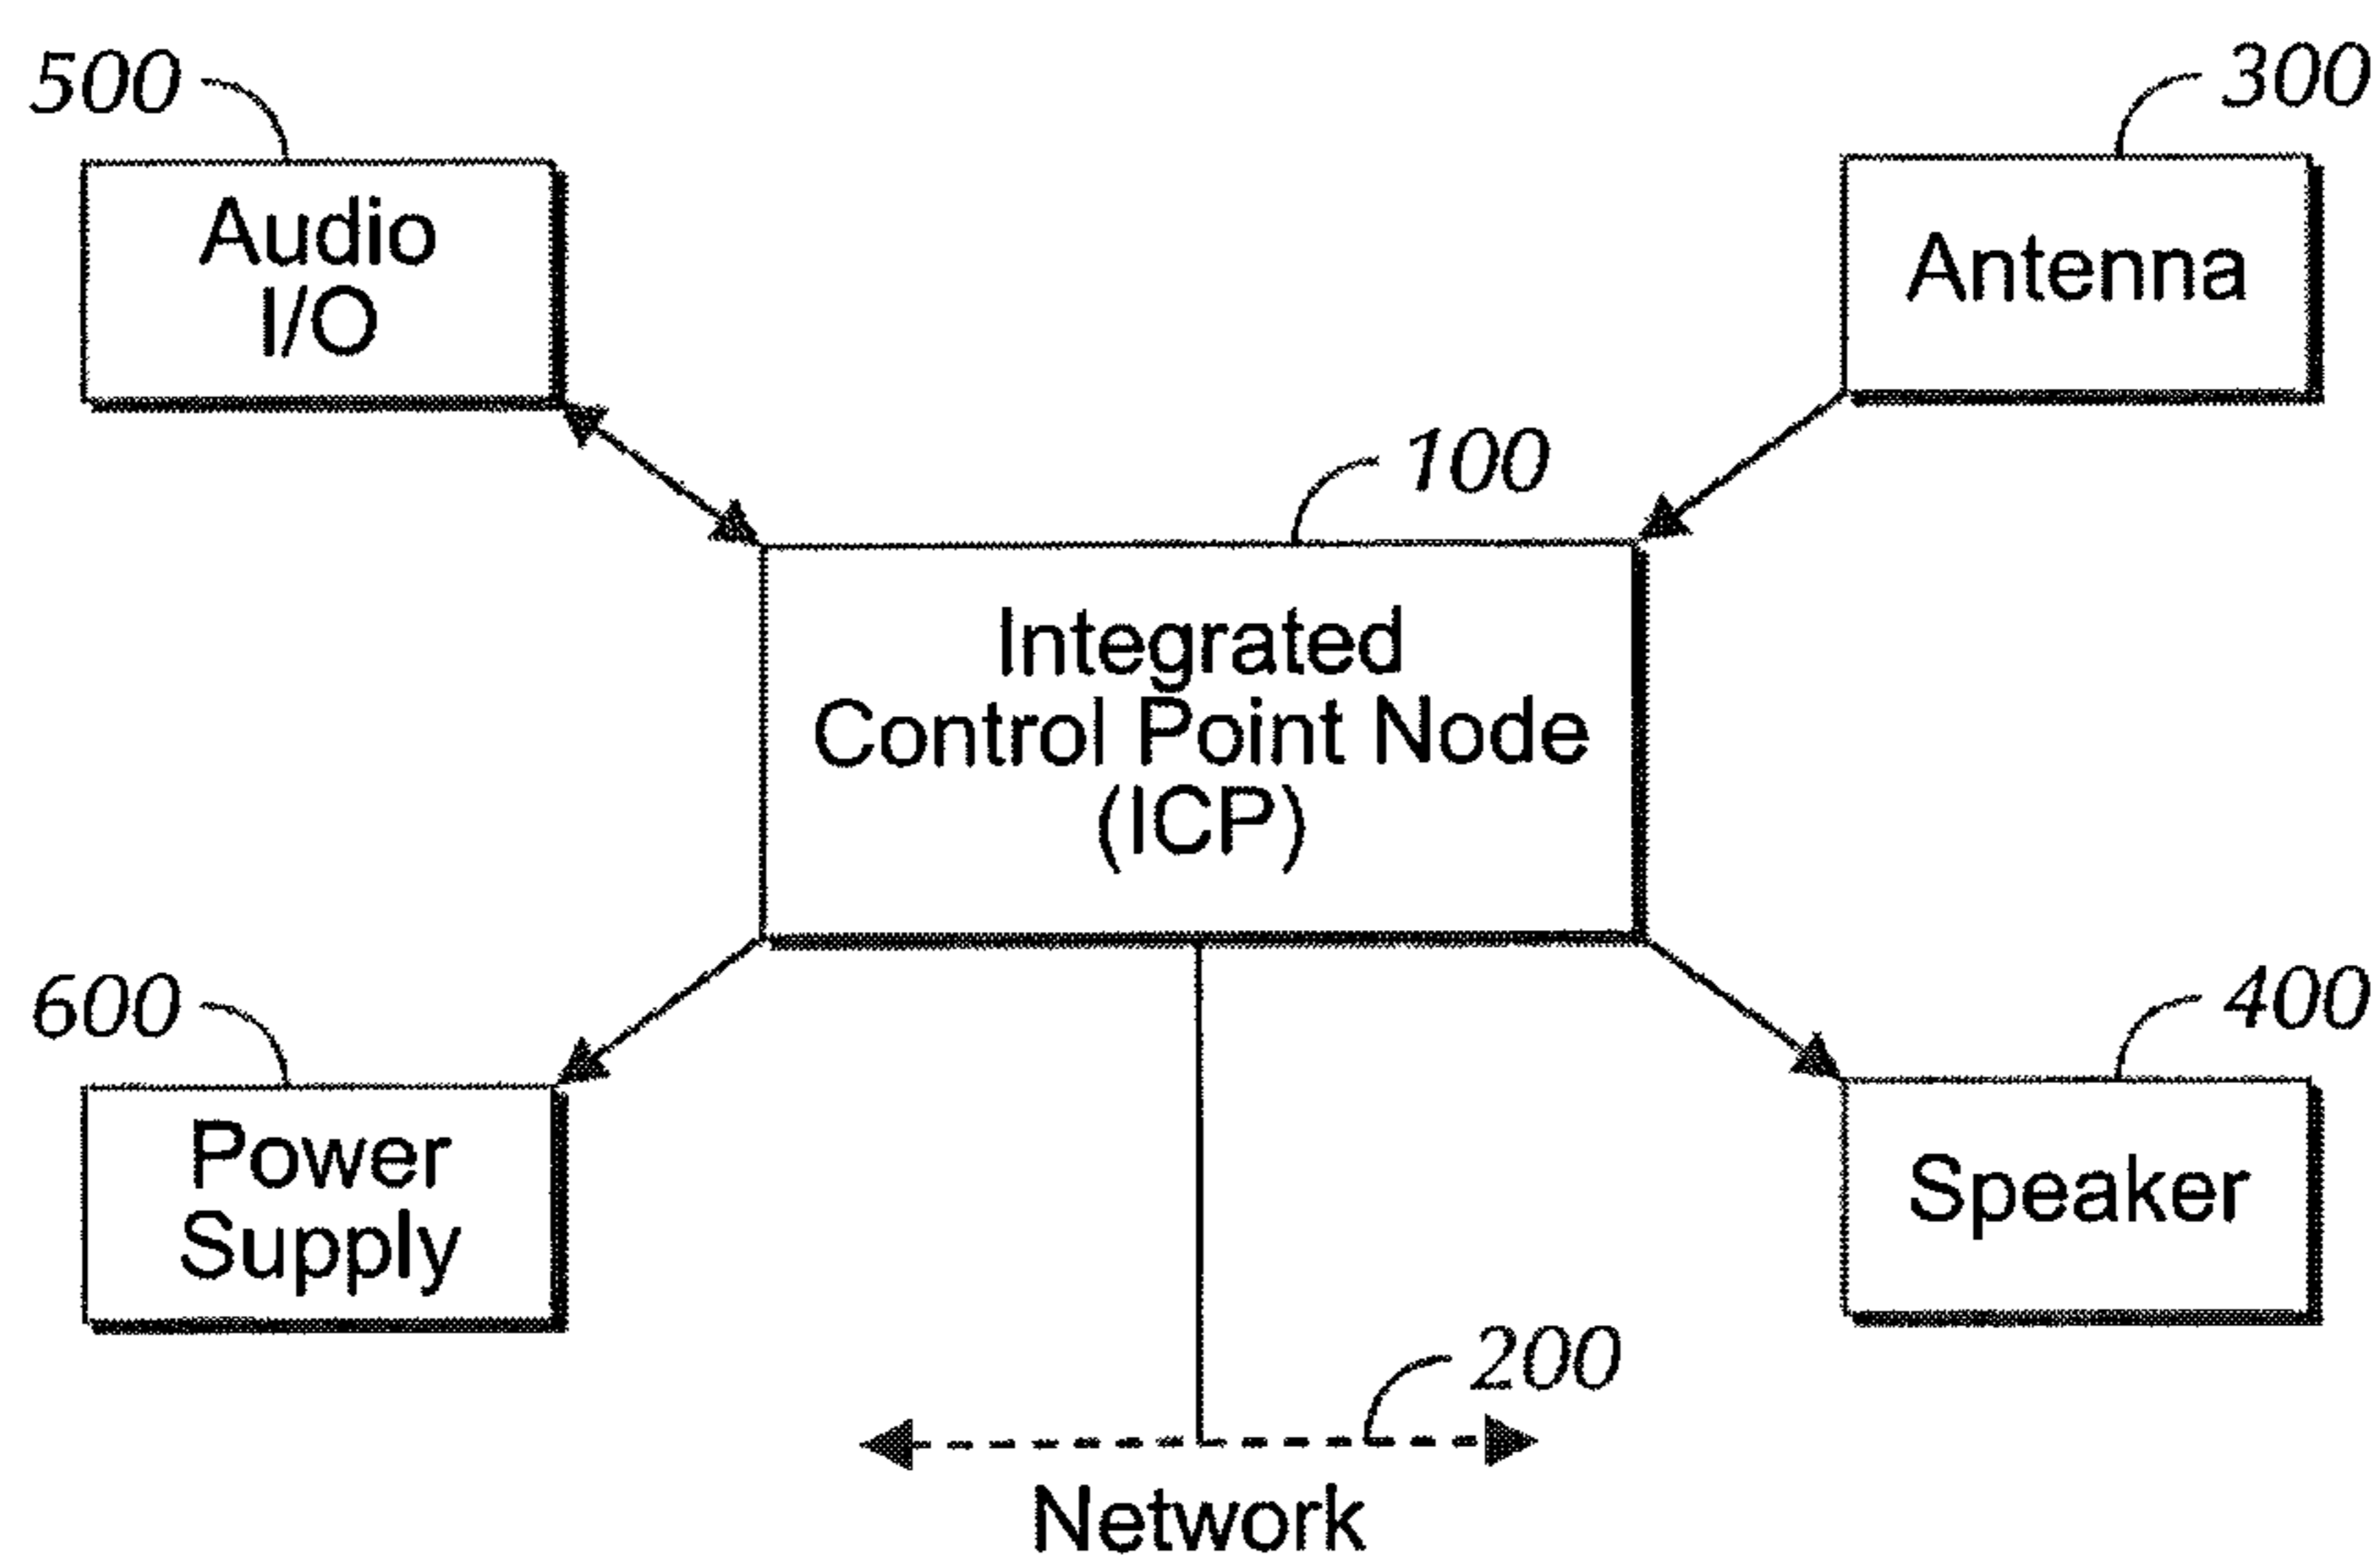 500
300
Audio
I/O
Antenna
100
Integrated
Control Point Node
(ICP)
600
400
Power
Supply
Speaker
200
Network